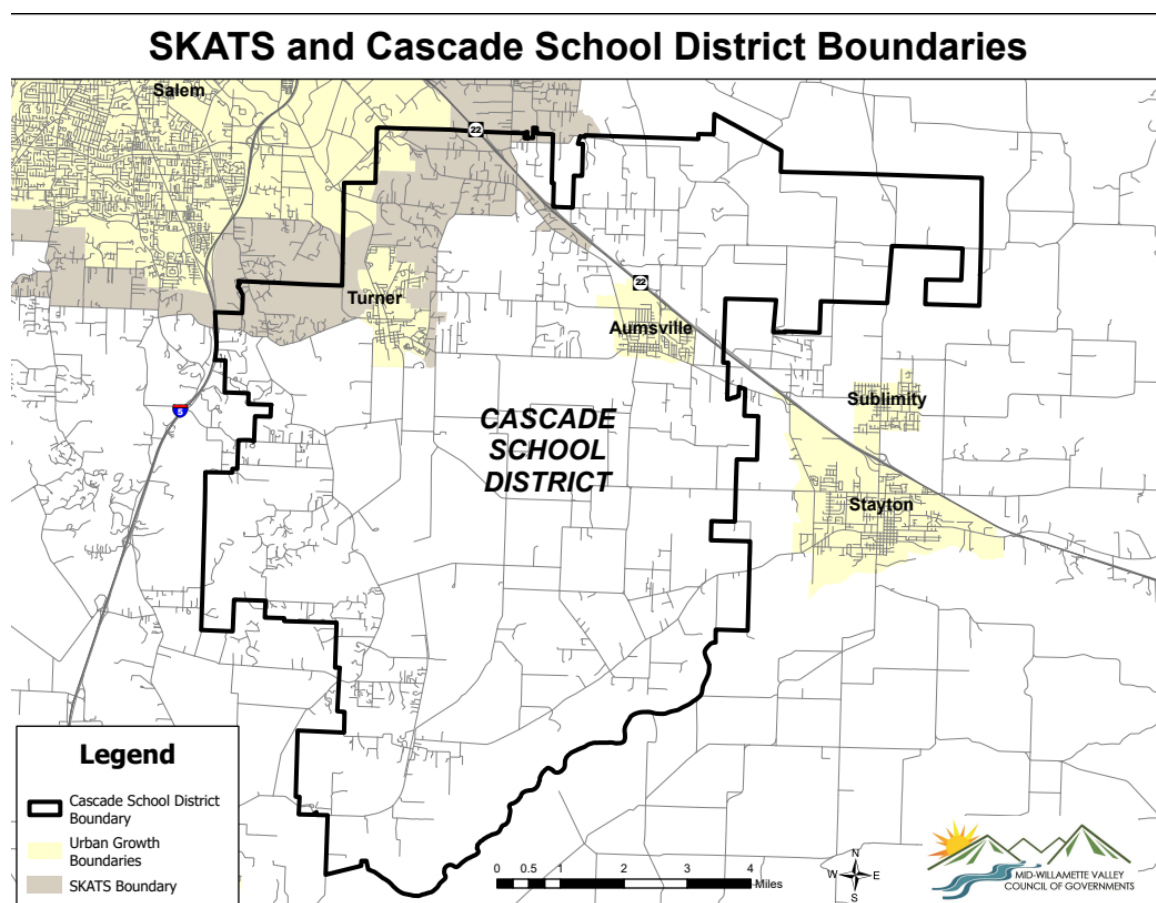 SKATS and Cascade School District Boundaries
Salem
22
Turner
22
Aumsville
5
CASCADE
SCHOOL
DISTRICT
Sublimity
Stayton
Legend
Cascade School District
Boundary
Urban Growth
Boundaries
SKATS Boundary
0 0.5 1 2 3 4
Miles
N
W E
S
MID-WILLAMETTE VALLEY
COUNCIL OF GOVERNMENTS